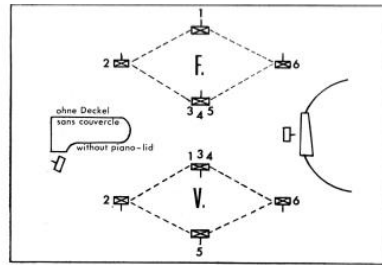 1
2
F.
6
3 4 5
ohne Deckel
sans couvercle
without piano-lid
1 3 4
2
V.
6
5